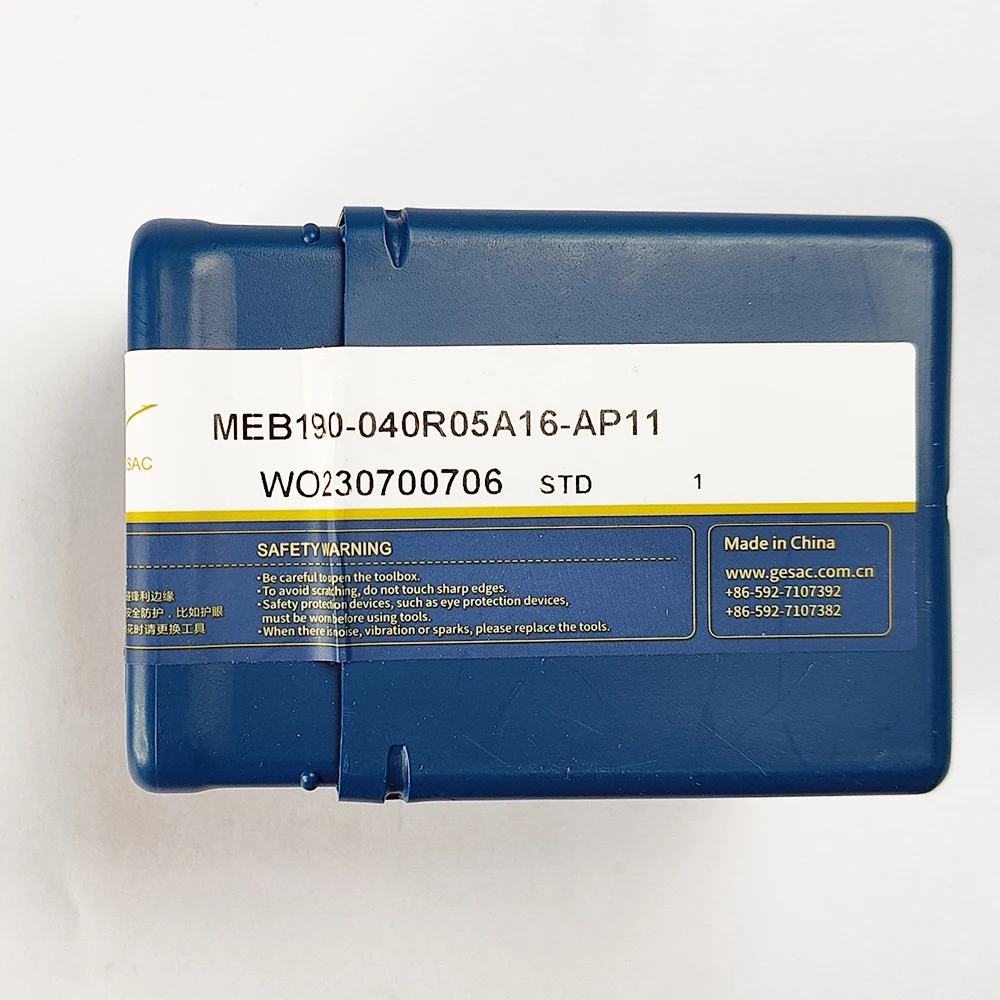 MEB190-040R05A16-AP11
SAC
WO230700706 STD 1
SAFETY WARNING
•Be careful to open the toolbox.
•To avoid scratching, do not touch sharp edges.
•Safety protection devices, such as eye protection devices,
must be worn before using tools.
•When there is noise, vibration or sparks, please replace the tools.
锋利边缘
安全防护，比如护眼
花时请更换工具
Made in China
www.gesac.com.cn
+86-592-7107392
+86-592-7107382